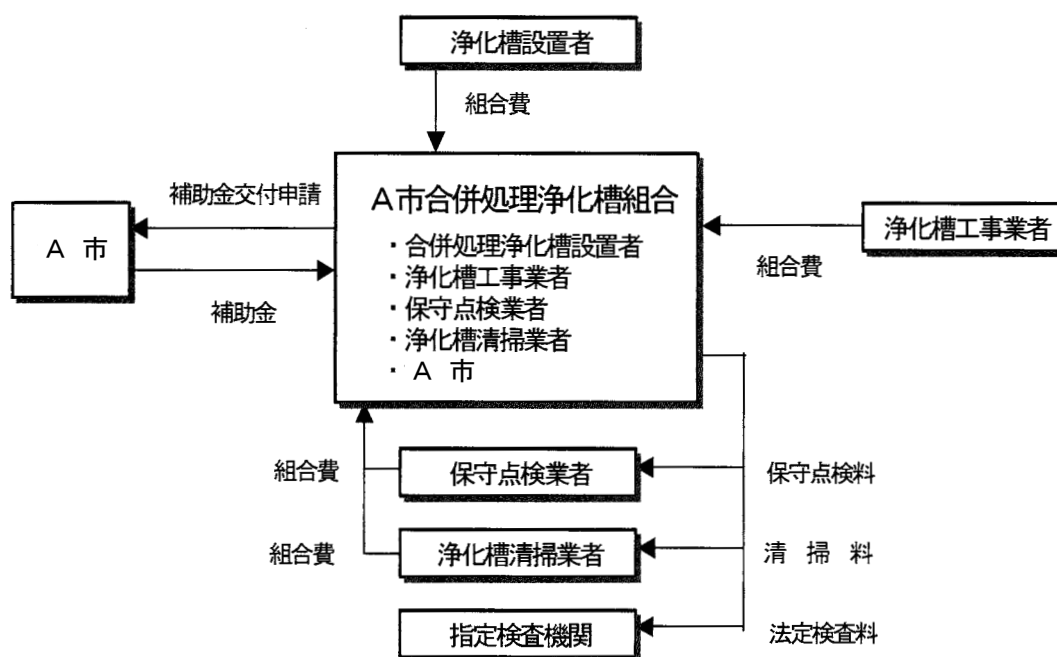 浄化槽設置者
組合費
補助金交付申請
A 市
補助金
A市合併処理浄化槽組合
・合併処理浄化槽設置者
・浄化槽工事業者
・保守点検業者
・浄化槽清掃業者
・A 市
浄化槽工事業者
組合費
組合費
保守点検業者
保守点検料
組合費
浄化槽清掃業者
清 掃 料
指定検査機関
法定検査料